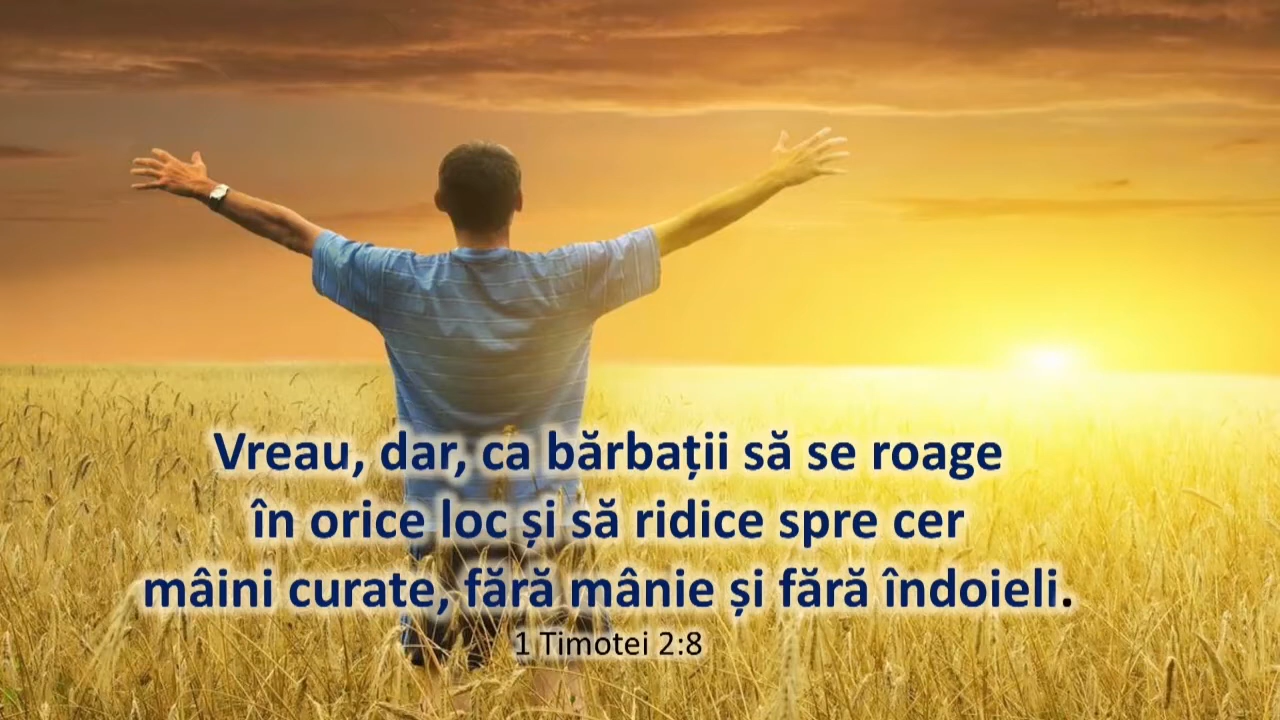 Vreau, dar, ca bărbații să se roage
în orice loc și să ridice spre cer
mâini curate, fără mânie și fără îndoieli.
1 Timotei 2:8